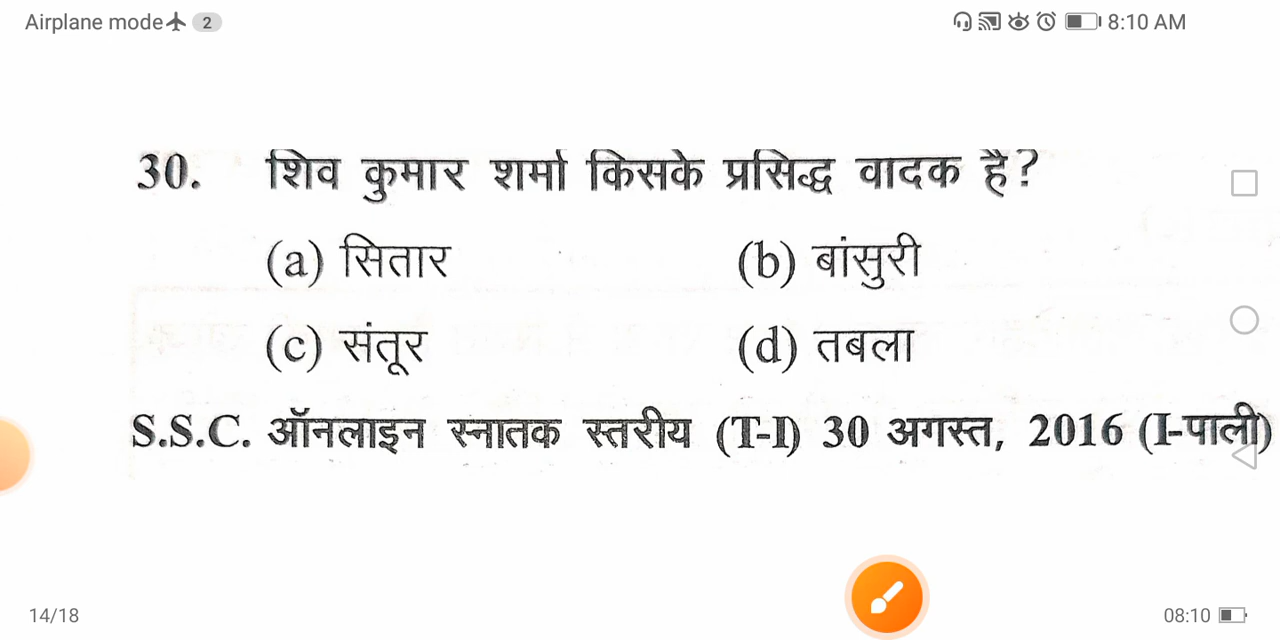 Airplane mode 2 8:10 AM
30. शिव कुमार शर्मा किसके प्रसिद्ध वादक है?
(a) सितार (b) बांसुरी
(c) संतूर (d) तबला
S.S.C. ऑनलाइन स्नातक स्तरीय (T-I) 30 अगस्त, 2016 (I-पाली)
14/18 08:10